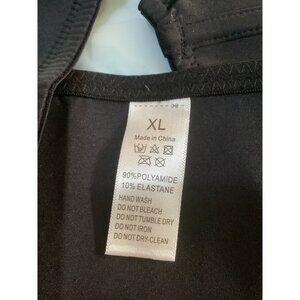 XL
Made in China
90%POLYAMIDE
10% ELASTANE
HAND WASH
DO NOT BLEACH
DO NOT TUMBLE DRY
DO NOT IRON
DO NOT DRY-CLEAN